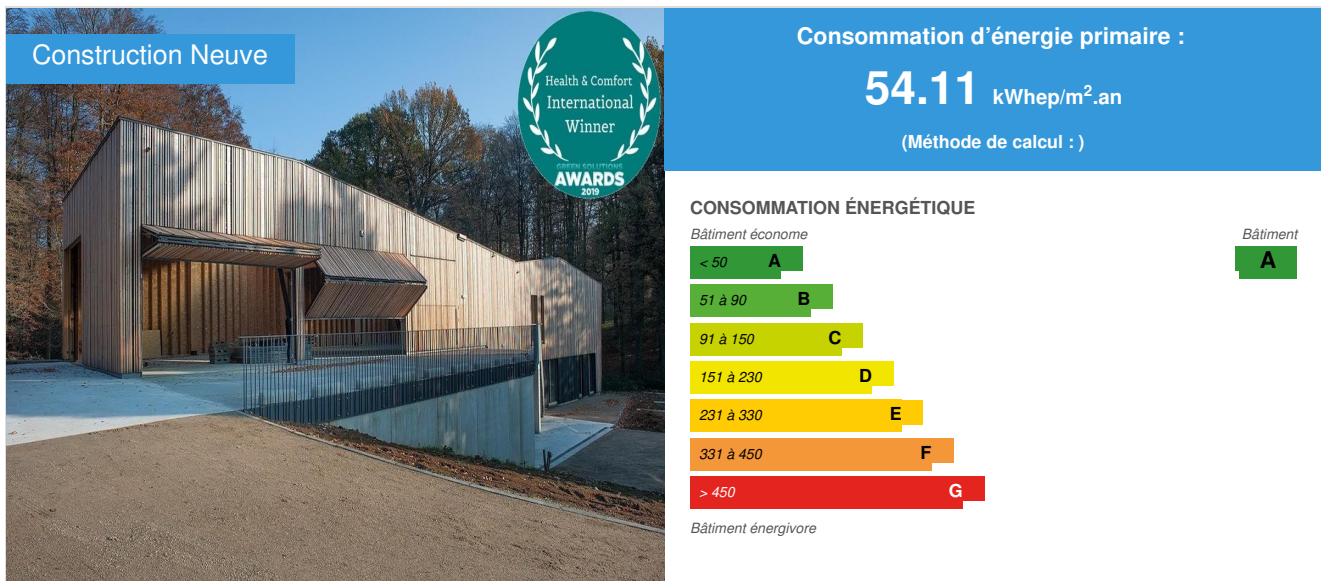 Construction Neuve
Health & Comfort
International
Winner
GREEN SOLUTIONS
AWARDS
2019
Consommation d'énergie primaire :
54.11 kWhep/m².an
(Méthode de calcul : )
CONSOMMATION ÉNERGÉTIQUE
Bâtiment économe
Bâtiment
< 50 A
A
51 à 90 B
91 à 150 C
151 à 230 D
231 à 330 E
331 à 450 F
> 450 G
Bâtiment énergivore